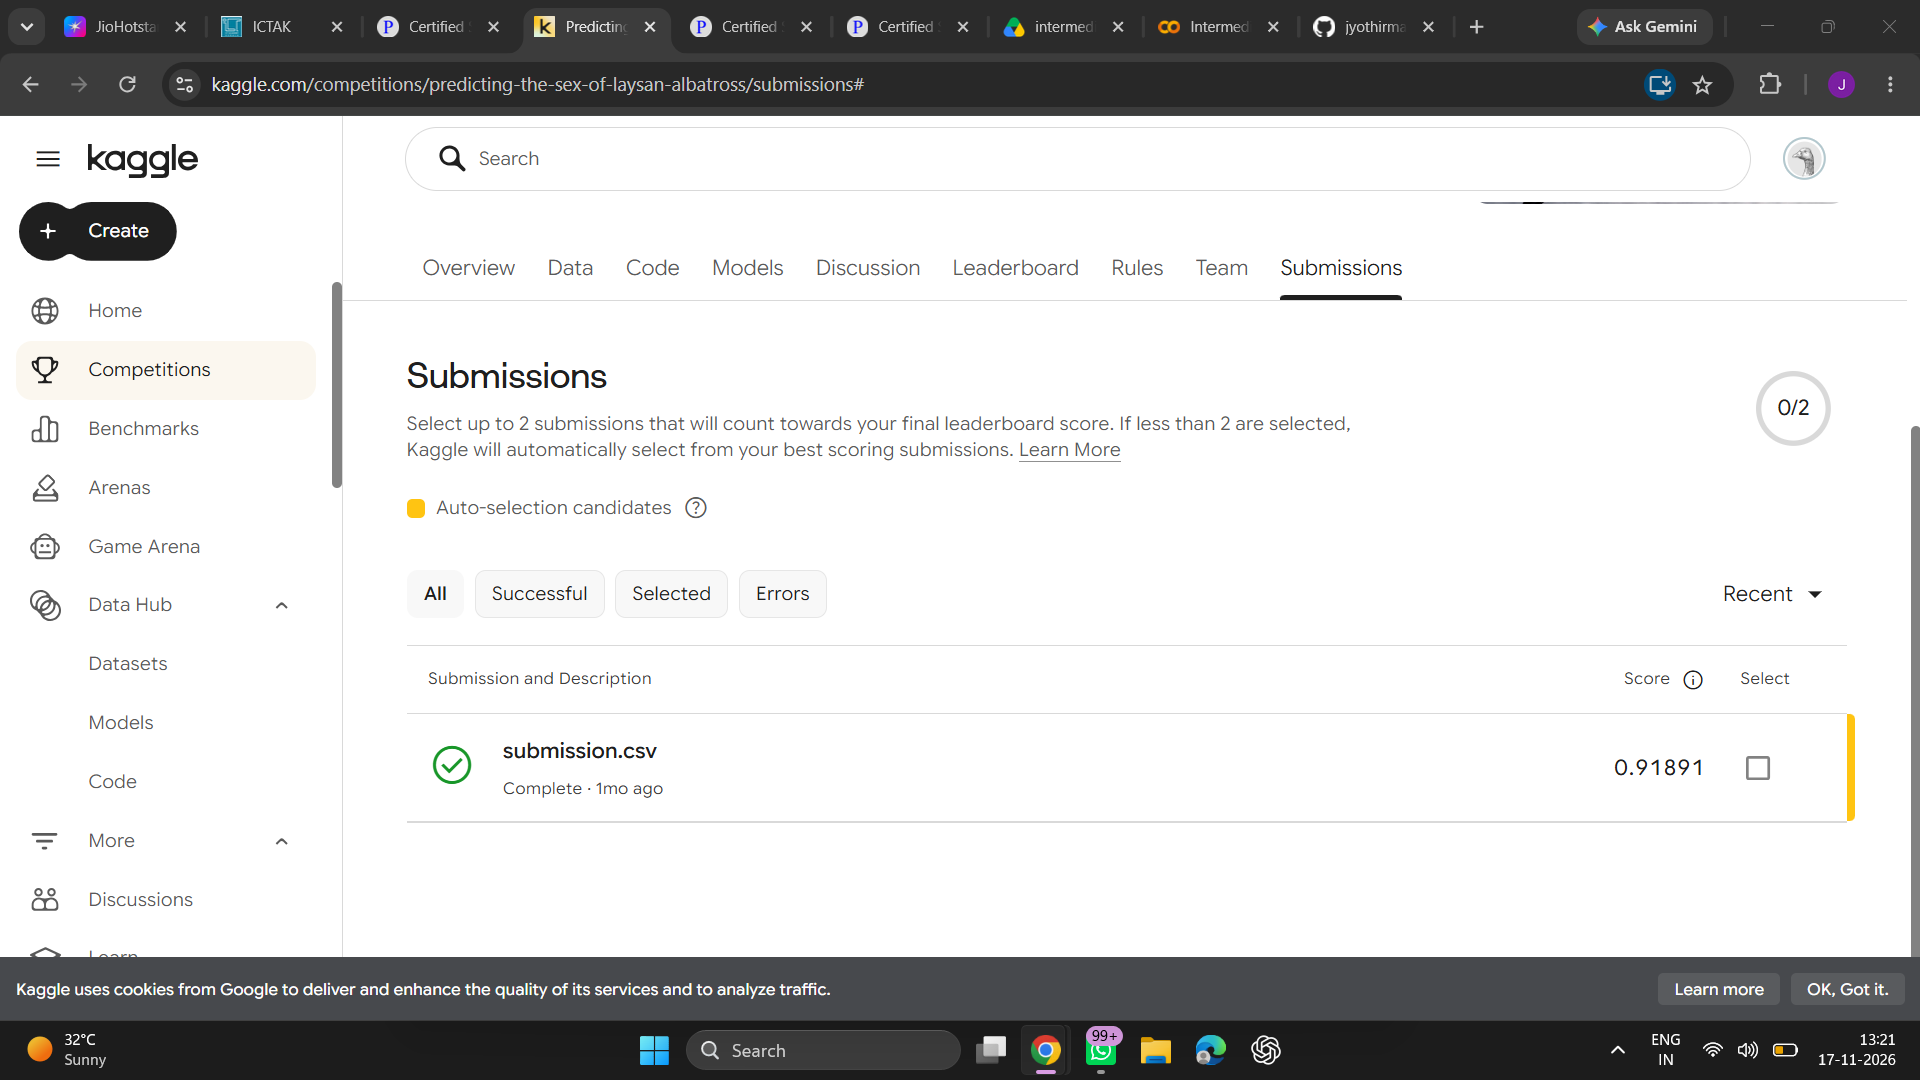 JioHotsta
ICTAK
Certified
Predicting
Certified
Certified
intermed
Intermed
jyothirma
Ask Gemini
kaggle.com/competitions/predicting-the-sex-of-laysan-albatross/submissions#
J
kaggle
Search
Create
Overview
Data
Code
Models
Discussion
Leaderboard
Rules
Team
Submissions
Home
Competitions
Benchmarks
Arenas
Game Arena
Data Hub
Datasets
Models
Code
More
Discussions
Learn
Submissions
0/2
Select up to 2 submissions that will count towards your final leaderboard score. If less than 2 are selected,
Kaggle will automatically select from your best scoring submissions. Learn More
Auto-selection candidates
All
Successful
Selected
Errors
Recent
Submission and Description
Score
Select
submission.csv
0.91891
Complete · 1mo ago
Kaggle uses cookies from Google to deliver and enhance the quality of its services and to analyze traffic.
Learn more
OK, Got it.
32°C
Sunny
Search
99+
ENG
IN
13:21
17-11-2026